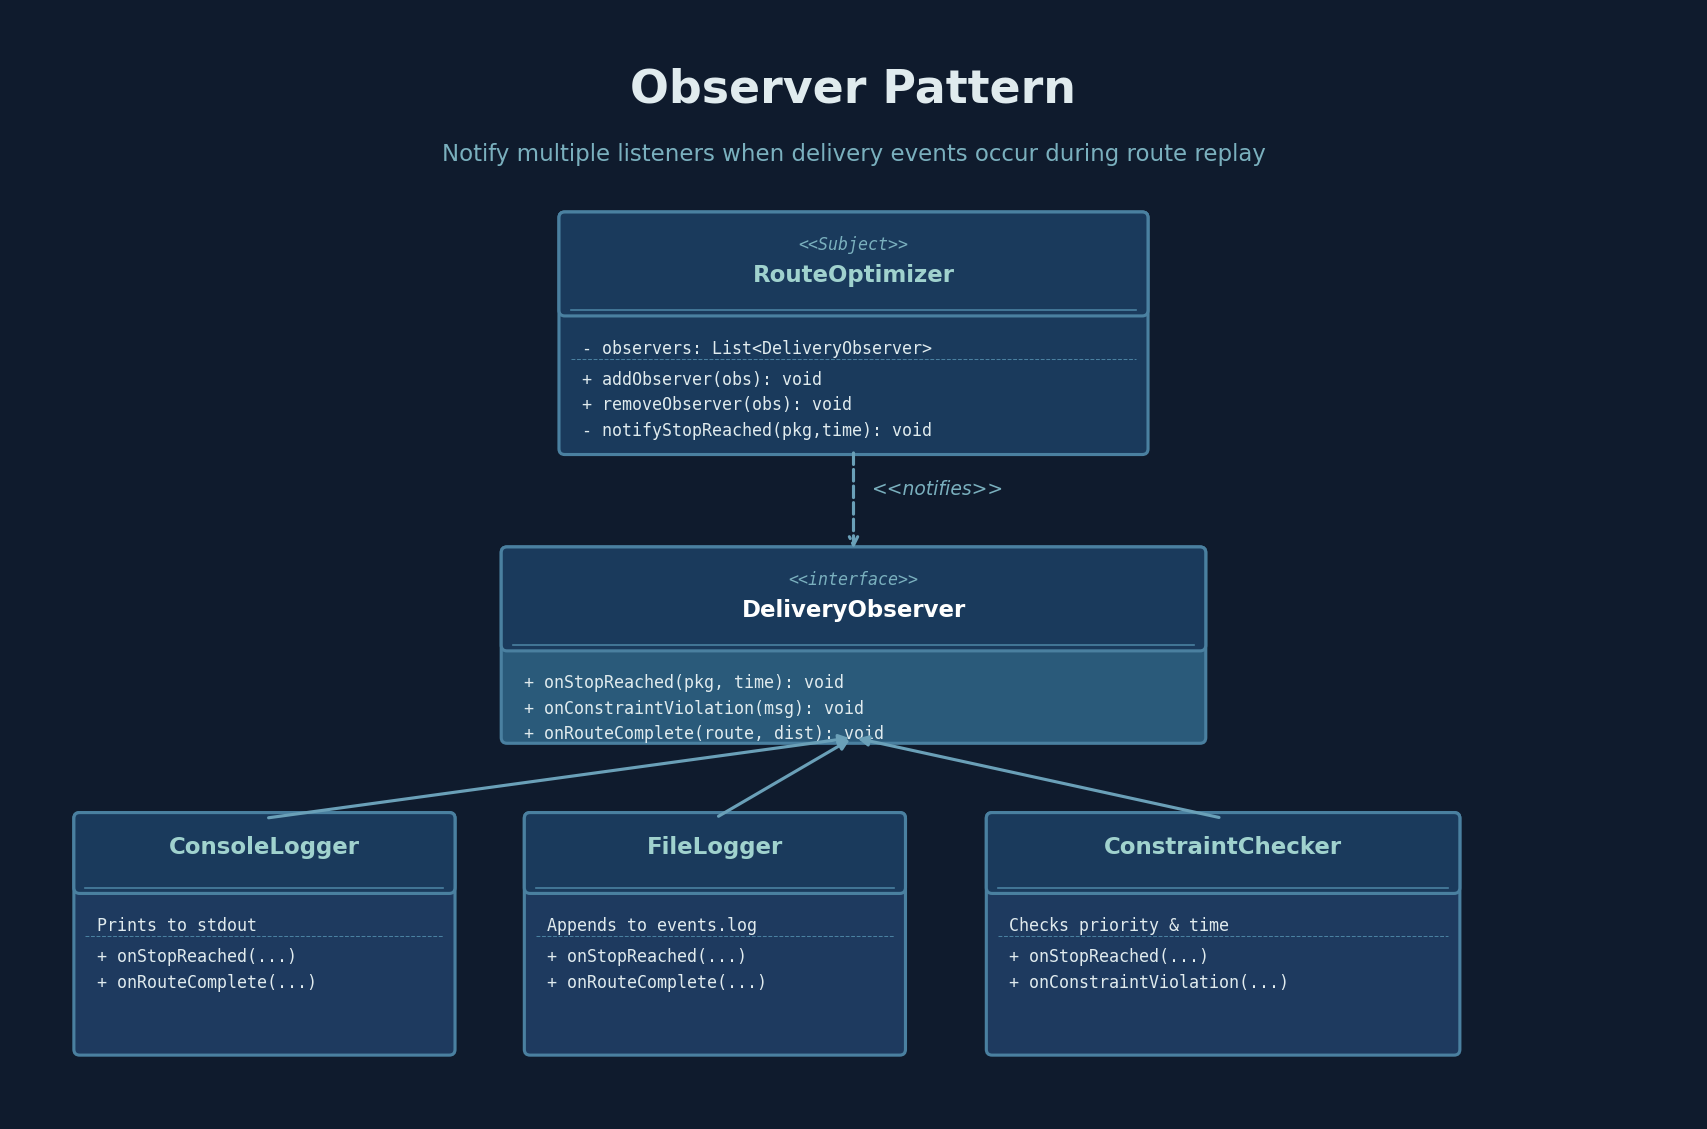 Observer Pattern
Notify multiple listeners when delivery events occur during route replay
<<Subject>>
RouteOptimizer
- observers: List<DeliveryObserver>
+ addObserver(obs): void
+ removeObserver(obs): void
- notifyStopReached(pkg,time): void
<<notifies>>
<<interface>>
DeliveryObserver
+ onStopReached(pkg, time): void
+ onConstraintViolation(msg): void
+ onRouteComplete(route, dist): void
ConsoleLogger
Prints to stdout
+ onStopReached(...)
+ onRouteComplete(...)
FileLogger
Appends to events.log
+ onStopReached(...)
+ onRouteComplete(...)
ConstraintChecker
Checks priority & time
+ onStopReached(...)
+ onConstraintViolation(...)